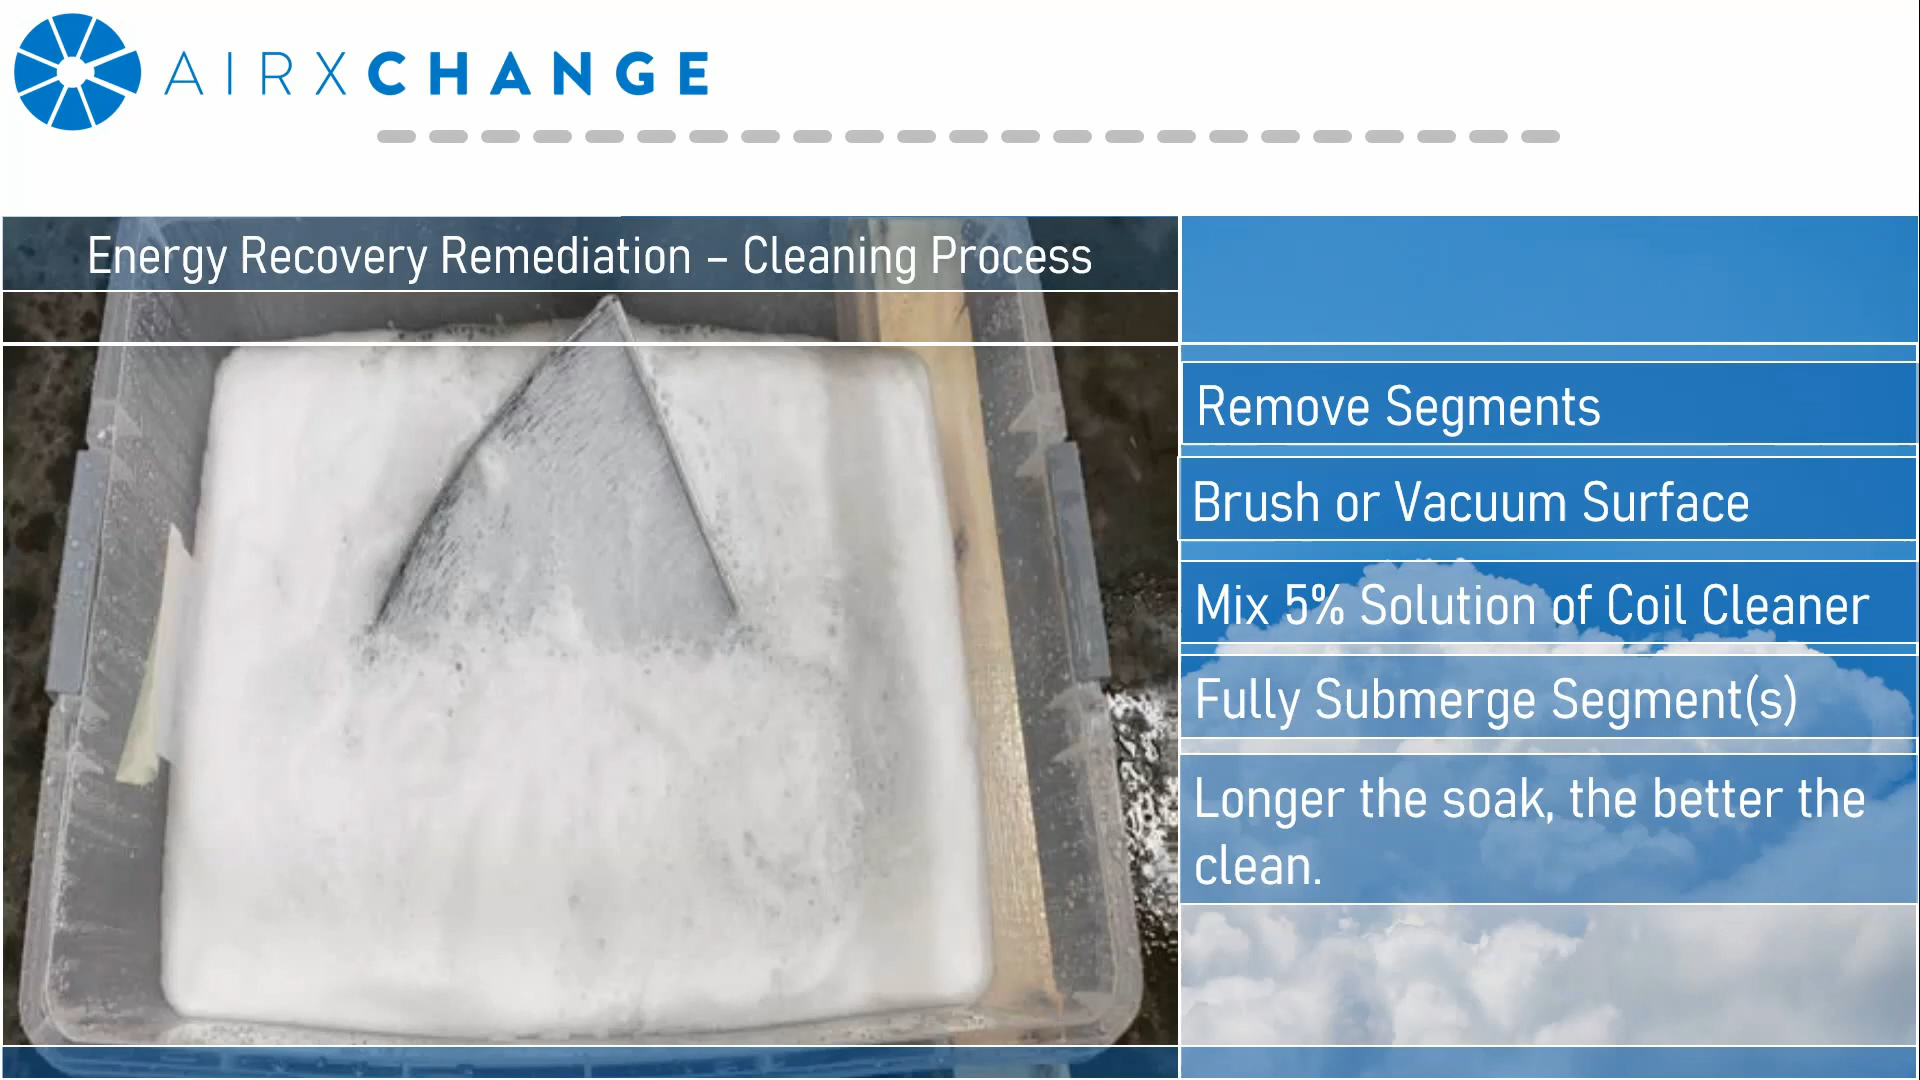 AIRXCHANGE
Energy Recovery Remediation – Cleaning Process
Remove Segments
Brush or Vacuum Surface
Mix 5% Solution of Coil Cleaner
Fully Submerge Segment(s)
Longer the soak, the better the
clean.